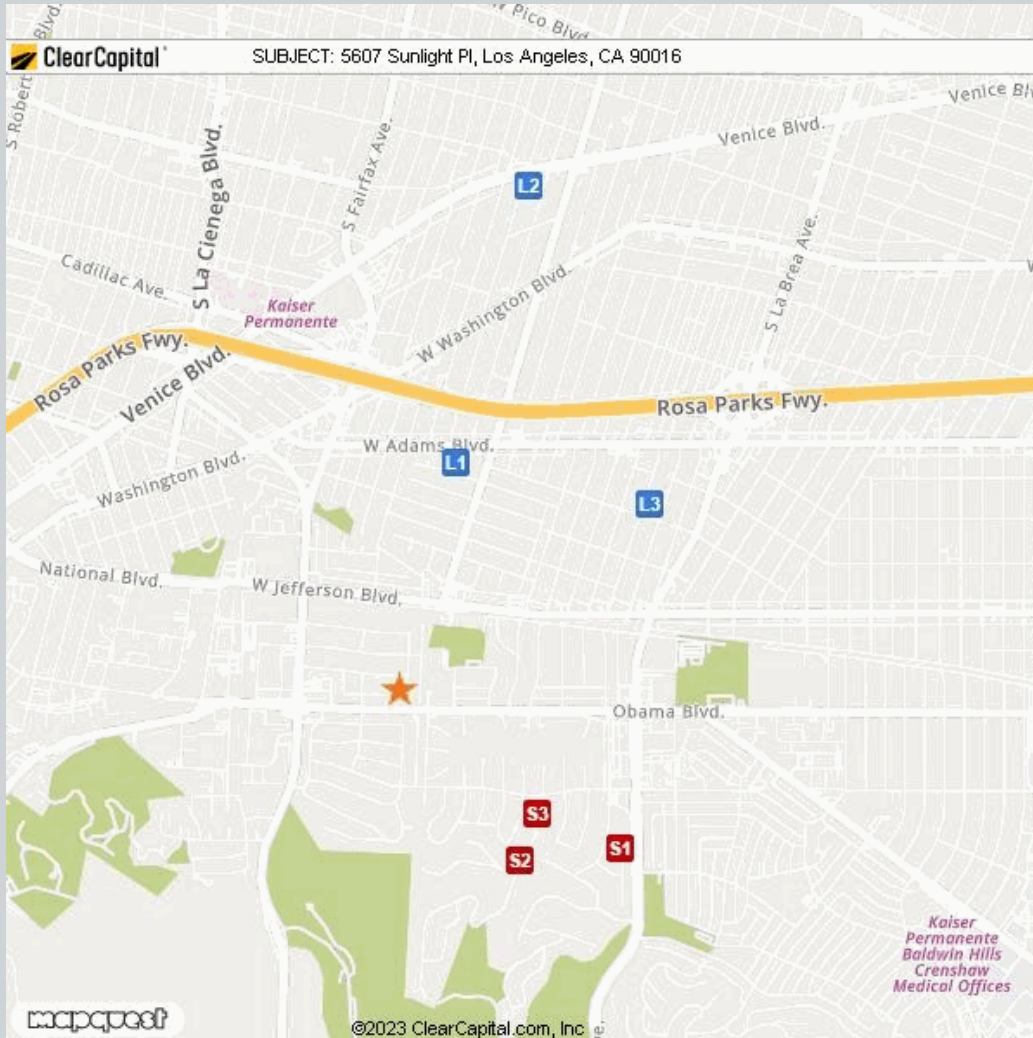 W Pico Blvd.
Blvd.
ClearCapital
SUBJECT: 5607 Sunlight Pl, Los Angeles, CA 90016
S Robert
S La Cienega Blvd.
S Fairfax Ave.
L2
Venice Blvd.
Venice Blv
Cadillac Ave.
Kaiser
Permanente
W Washington Blvd.
S La Brea Ave.
W
Rosa Parks Fwy.
Venice Blvd.
Rosa Parks Fwy.
W Adams Blvd.
L1
Washington Blvd.
L3
National Blvd.
W Jefferson Blvd.
Obama Blvd.
S3
S2
S1
Kaiser
Permanente
Baldwin Hills
Crenshaw
Medical Offices
mapquest
©2023 ClearCapital.com, Inc
e.